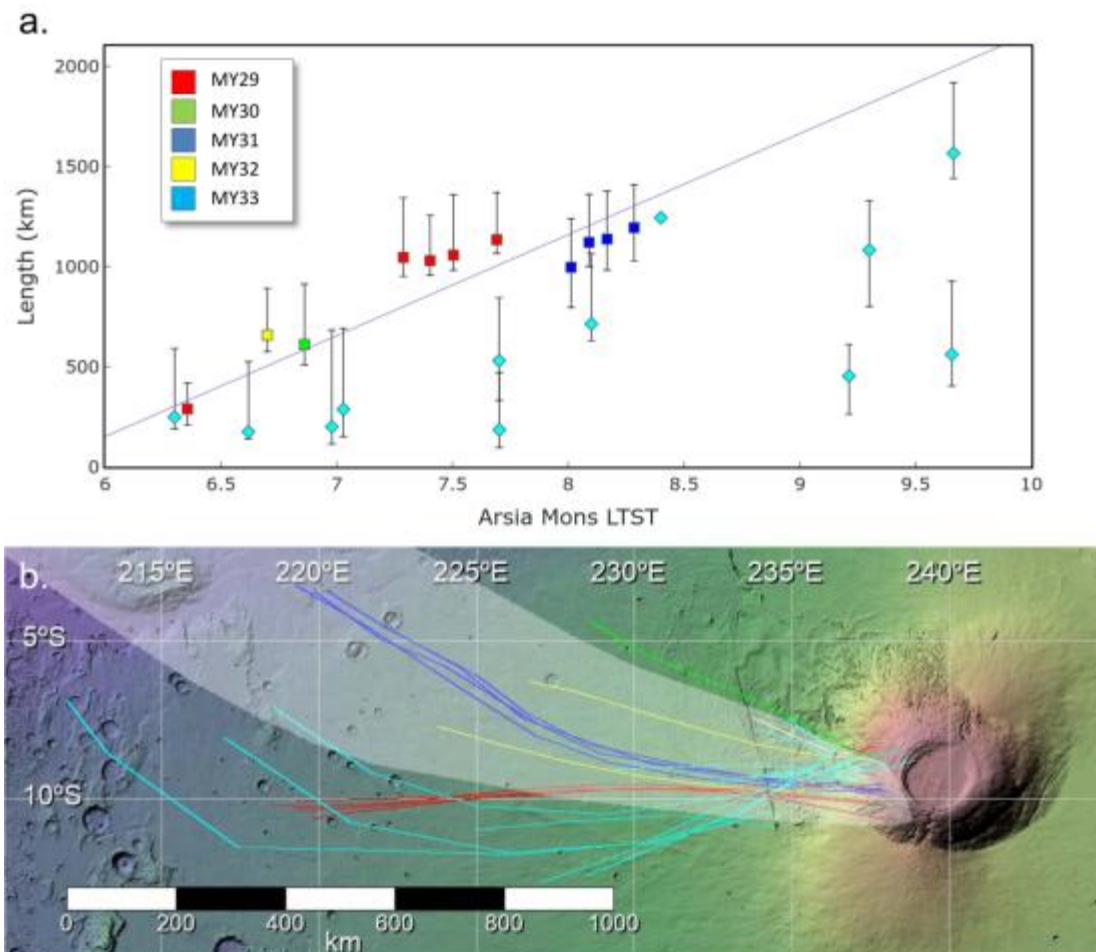 a.
2000
1500
1000
500
0
Length (km)
MY29
MY30
MY31
MY32
MY33
6 6.5 7 7.5 8 8.5 9 9.5 10
Arsia Mons LTST
b.
215°E 220°E 225°E 230°E 235°E 240°E
5°S
10°S
0 200 400 600 800 1000
km